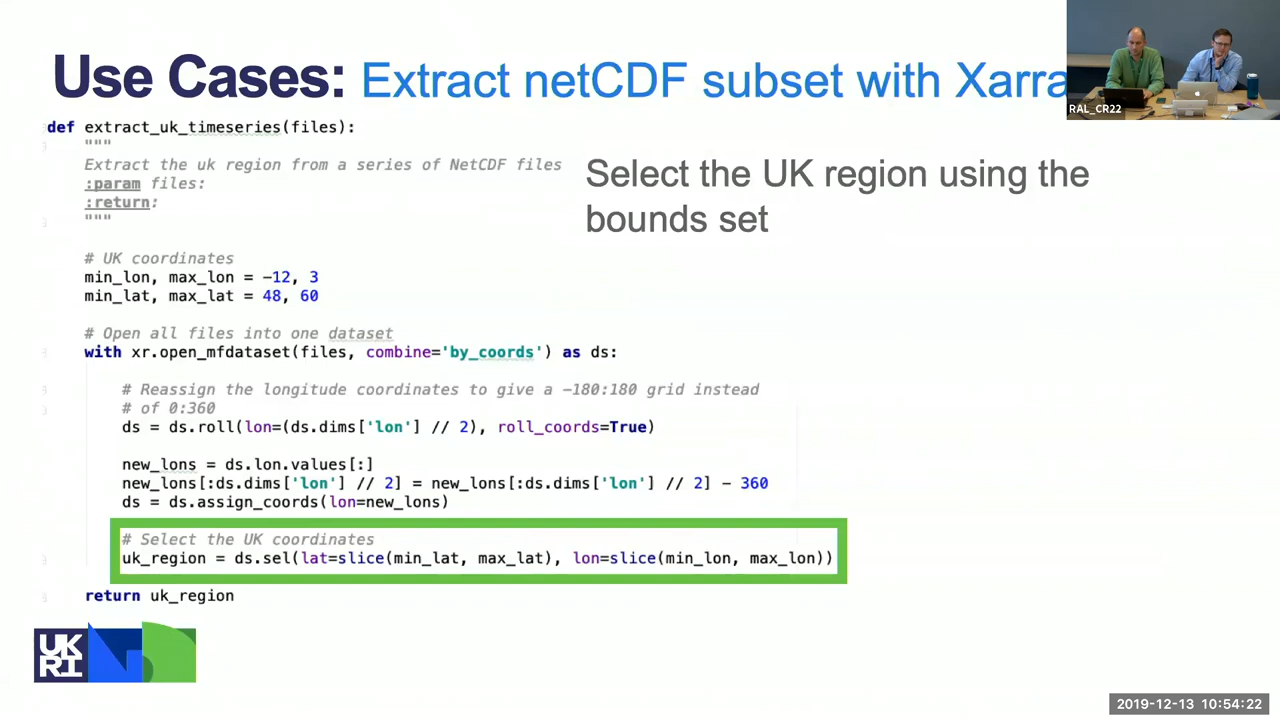 Use Cases: Extract netCDF subset with Xarra
RAL_CR22
def extract_uk_timeseries(files):
"""
Extract the uk region from a series of NetCDF files
:param files:
:return:
"""
Select the UK region using the
bounds set
# UK coordinates
min_lon, max_lon = -12, 3
min_lat, max_lat = 48, 60
# Open all files into one dataset
with xr.open_mfdataset(files, combine='by_coords') as ds:
# Reassign the longitude coordinates to give a -180:180 grid instead
# of 0:360
ds = ds.roll(lon=(ds.dims['lon'] // 2), roll_coords=True)
new_lons = ds.lon.values[:]
new_lons[:ds.dims['lon'] // 2] = new_lons[:ds.dims['lon'] // 2] - 360
ds = ds.assign_coords(lon=new_lons)
# Select the UK coordinates
uk_region = ds.sel(lat=slice(min_lat, max_lat), lon=slice(min_lon, max_lon))
return uk_region
UK
RI
2019-12-13 10:54:22